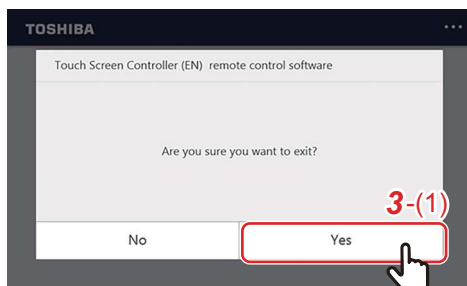 TOSHIBA
...
Touch Screen Controller (EN) remote control software
Are you sure you want to exit?
3-(1)
No
Yes